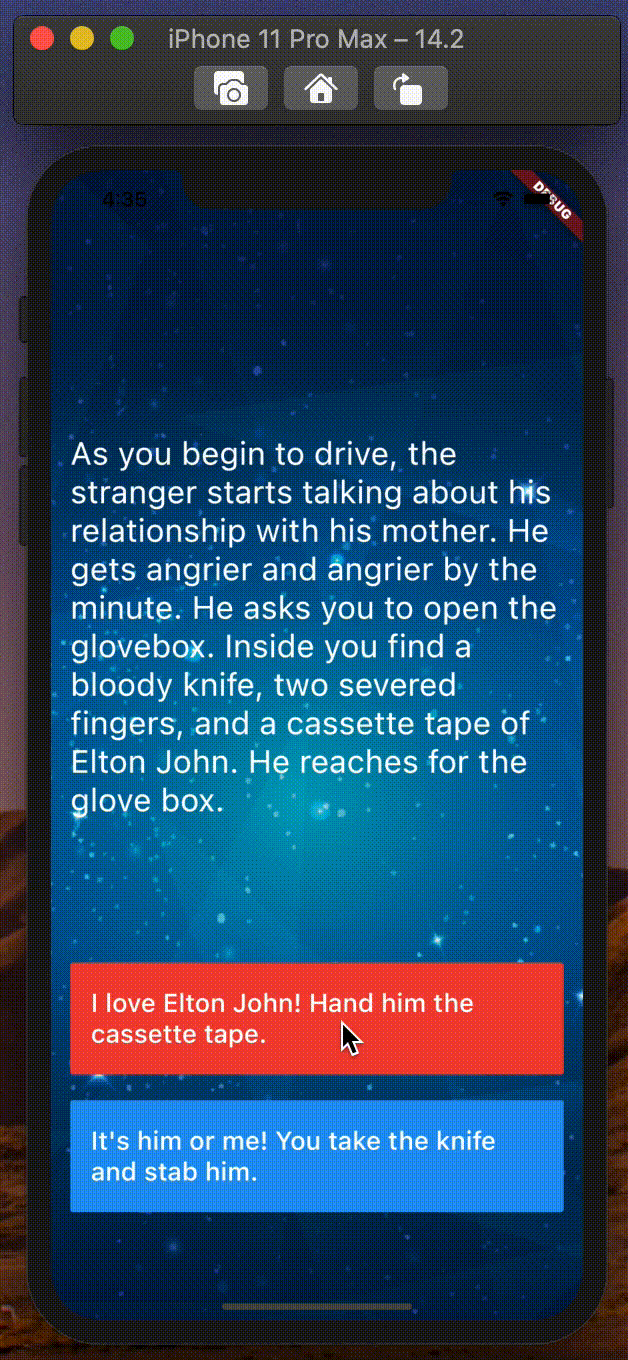 iPhone 11 Pro Max – 14.2
4:35
DEBUG
As you begin to drive, the
stranger starts talking about his
relationship with his mother. He
gets angrier and angrier by the
minute. He asks you to open the
glovebox. Inside you find a
bloody knife, two severed
fingers, and a cassette tape of
Elton John. He reaches for the
glove box.
I love Elton John! Hand him the
cassette tape.
It's him or me! You take the knife
and stab him.